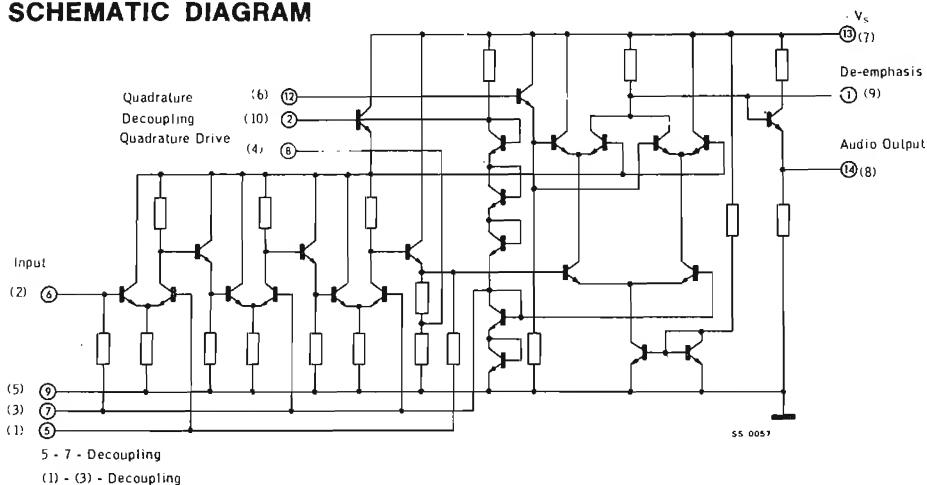 SCHEMATIC DIAGRAM
Vs
13 (7)
De-emphasis
1 (9)
Quadrature (6) 12
Decoupling (10) 2
Quadrature Drive
(4) 8
Audio Output
14 (8)
Input
(2) 6
(5) 9
(3) 7
(1) 5
SS 0057
5 - 7 - Decoupling
(1) - (3) - Decoupling